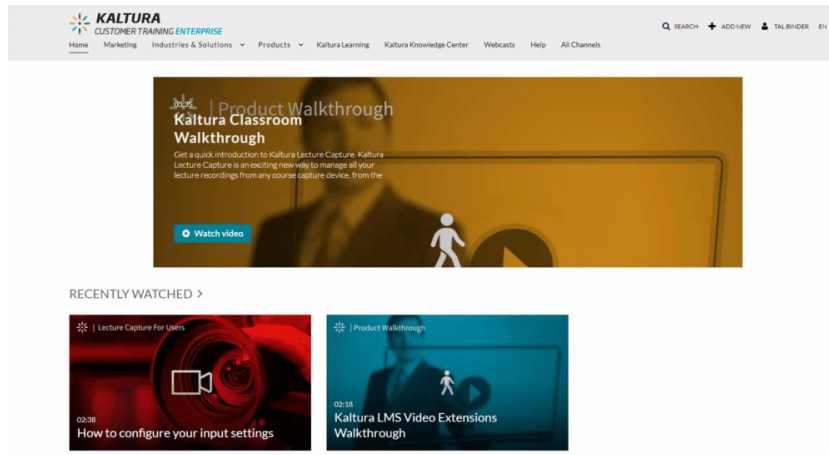 KALTURA
CUSTOMER TRAINING ENTERPRISE
SEARCH ADD NEW TAL BINDER EN
Home Marketing Industries & Solutions Products Kaltura Learning Kaltura Knowledge Center Webcasts Help All Channels
| Product Walkthrough
03:35
Kaltura Classroom
Walkthrough
Get a quick introduction to Kaltura Lecture Capture. Kaltura
Lecture Capture is an exciting new way to manage all your
lecture recordings from any course capture device, from the
Watch video
RECENTLY WATCHED >
| Lecture Capture For Users
02:38
How to configure your input settings
| Product Walkthrough
02:18
Kaltura LMS Video Extensions
Walkthrough